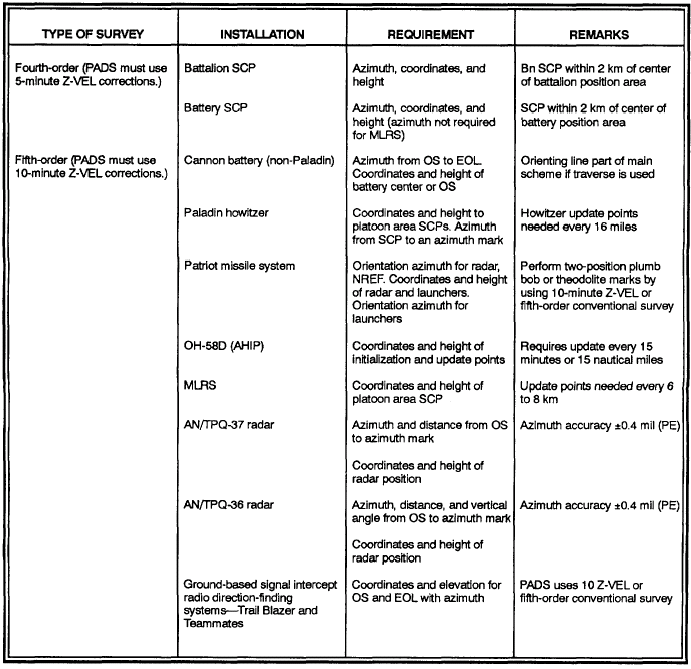 TYPE OF SURVEY
INSTALLATION
REQUIREMENT
REMARKS
Fourth-order (PADS must use
5-minute Z-VEL corrections.)
Battalion SCP
Azimuth, coordinates, and
height
Bn SCP within 2 km of center
of battalion position area
Battery SCP
Azimuth, coordinates, and
height (azimuth not required
for MLRS)
SCP within 2 km of center of
battery position area
Fifth-order (PADS must use
10-minute Z-VEL corrections.)
Cannon battery (non-Paladin)
Azimuth from OS to EOL.
Coordinates and height of
battery center or OS
Orienting line part of main
scheme if traverse is used
Paladin howitzer
Coordinates and height to
platoon area SCPs. Azimuth
from SCP to an azimuth mark
Howitzer update points
needed every 16 miles
Patriot missile system
Orientation azimuth for radar,
NREF. Coordinates and height
of radar and launchers.
Orientation azimuth for
launchers
Perform two-position plumb
bob or theodolite marks by
using 10-minute Z-VEL or
fifth-order conventional survey
OH-58D (AHIP)
Coordinates and height of
initialization and update points
Requires update every 15
minutes or 15 nautical miles
MLRS
Coordinates and height of
platoon area SCP
Update points needed every 6
to 8 km
AN/TPQ-37 radar
Azimuth and distance from OS
to azimuth mark
Coordinates and height of
radar position
Azimuth accuracy ±0.4 mil (PE)
AN/TPQ-36 radar
Azimuth, distance, and vertical
angle from OS to azimuth mark
Coordinates and height of
radar position
Azimuth accuracy ±0.4 mil (PE)
Ground-based signal intercept
radio direction-finding
systems—Trail Blazer and
Teammates
Coordinates and elevation for
OS and EOL with azimuth
PADS uses 10 Z-VEL or
fifth-order conventional survey